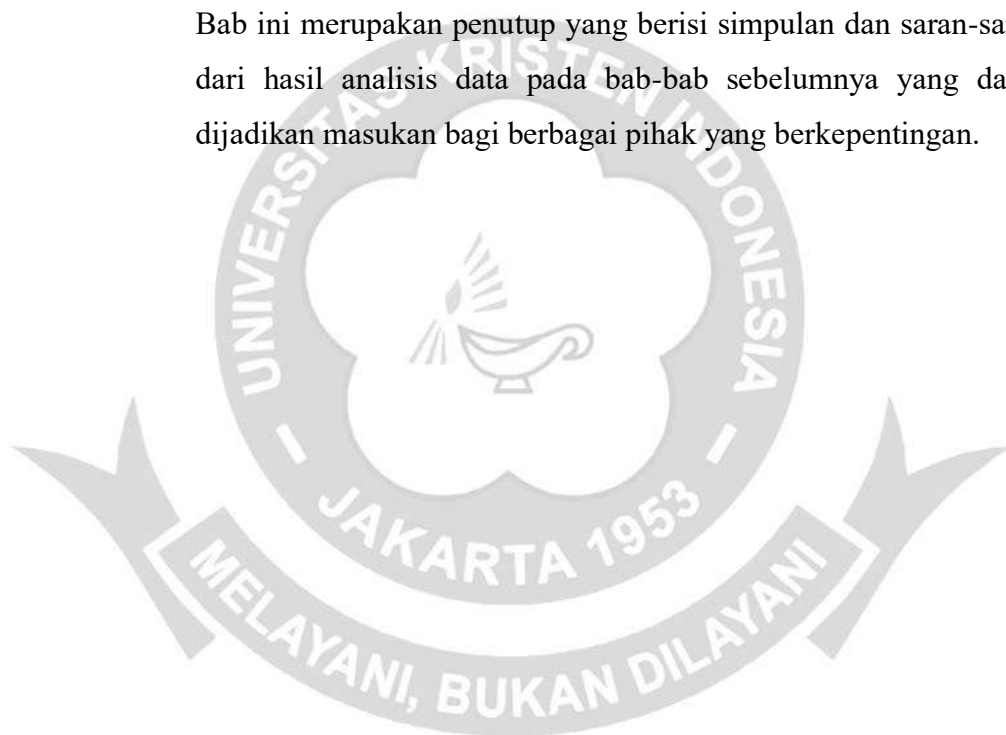 Bab ini merupakan penutup yang berisi simpulan dan saran-sa
dari hasil analisis data pada bab-bab sebelumnya yang da
dijadikan masukan bagi berbagai pihak yang berkepentingan.
UNIVERSITAS KRISTEN INDONESIA
JAKARTA 1953
MELAYANI, BUKAN DILAYANI